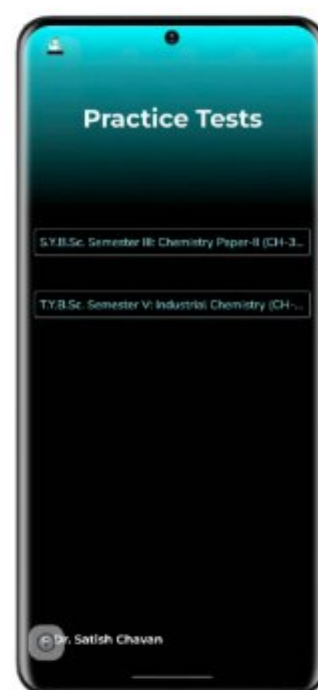 Practice Tests
S.Y.B.Sc. Semester III: Chemistry Paper-II (CH-3...
T.Y.B.Sc. Semester V: Industrial Chemistry (CH-...
Dr. Satish Chavan